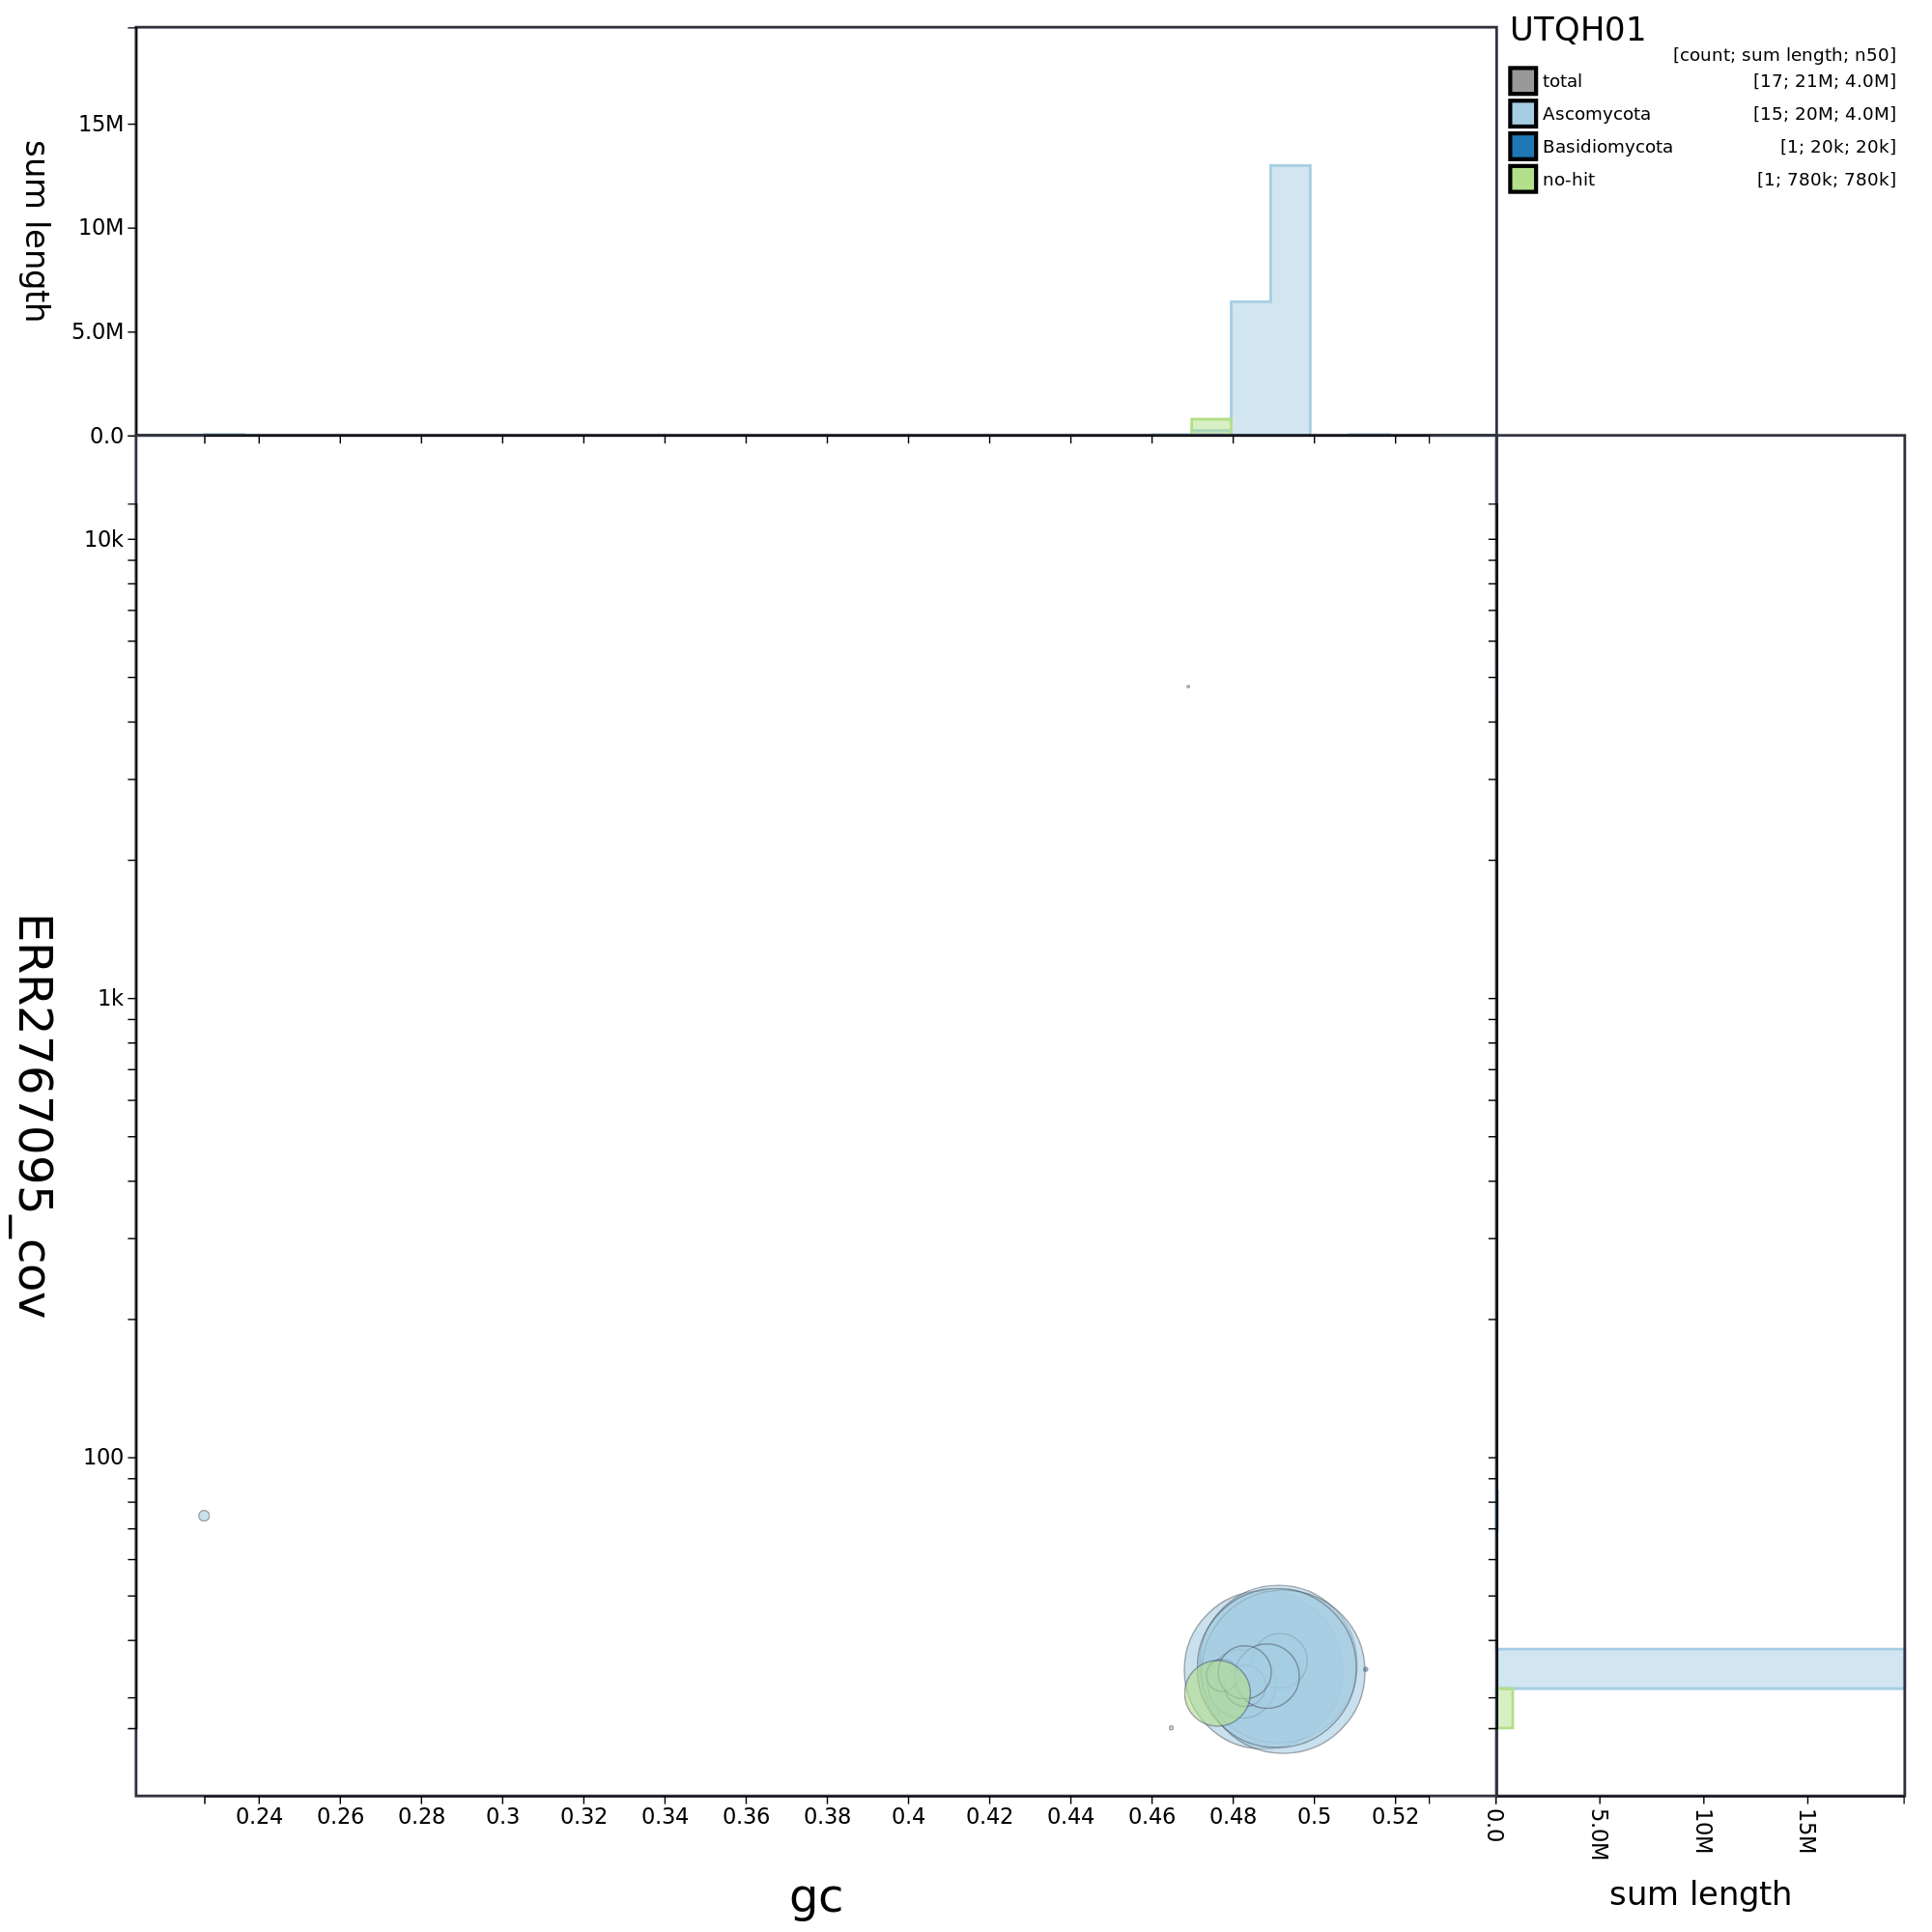 UTQH01
[count; sum length; n50]
total [17; 21M; 4.0M]
Ascomycota [15; 20M; 4.0M]
Basidiomycota [1; 20k; 20k]
no-hit [1; 780k; 780k]
sum length
15M
10M
5.0M
0.0
ERR2767095_cov
10k
1k
100
0.24 0.26 0.28 0.3 0.32 0.34 0.36 0.38 0.4 0.42 0.44 0.46 0.48 0.5 0.52
gc
0.0 5.0M 10M 15M
sum length